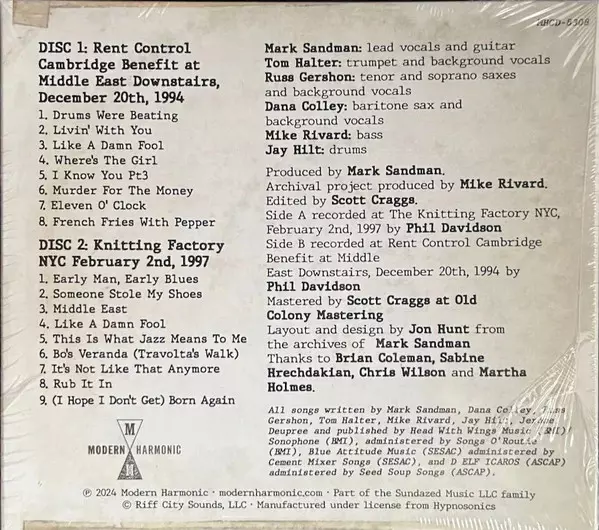 MHCD-530B
DISC 1: Rent Control
Cambridge Benefit at
Middle East Downstairs,
December 20th, 1994
1. Drums Were Beating
2. Livin' With You
3. Like A Damn Fool
4. Where's The Girl
5. I Know You Pt3
6. Murder For The Money
7. Eleven O' Clock
8. French Fries With Pepper
DISC 2: Knitting Factory
NYC February 2nd, 1997
1. Early Man, Early Blues
2. Someone Stole My Shoes
3. Middle East
4. Like A Damn Fool
5. This Is What Jazz Means To Me
6. Bo's Veranda (Travolta's Walk)
7. It's Not Like That Anymore
8. Rub It In
9. (I Hope I Don't Get) Born Again
M
MODERN HARMONIC
M
Mark Sandman: lead vocals and guitar
Tom Halter: trumpet and background vocals
Russ Gershon: tenor and soprano saxes
and background vocals
Dana Colley: baritone sax and
background vocals
Mike Rivard: bass
Jay Hilt: drums
Produced by Mark Sandman.
Archival project produced by Mike Rivard.
Edited by Scott Craggs.
Side A recorded at The Knitting Factory NYC,
February 2nd, 1997 by Phil Davidson
Side B recorded at Rent Control Cambridge
Benefit at Middle
East Downstairs, December 20th, 1994 by
Phil Davidson
Mastered by Scott Craggs at Old
Colony Mastering
Layout and design by Jon Hunt from
the archives of Mark Sandman
Thanks to Brian Coleman, Sabine
Hrechdakian, Chris Wilson and Martha
Holmes.
All songs written by Mark Sandman, Dana Colley, Russ
Gershon, Tom Halter, Mike Rivard, Jay Hilt, Jerome
Deupree and published by Head With Wings Music (BMI)/
Sonophone (BMI), administered by Songs O'Routie
(BMI), Blue Attitude Music (SESAC) administered by
Cement Mixer Songs (SESAC), and D ELF ICAROS (ASCAP)
administered by Seed Soup Songs (ASCAP).
℗ 2024 Modern Harmonic · modernharmonic.com · Part of the Sundazed Music LLC family
© Riff City Sounds, LLC · Manufactured under license from Hypnosonics